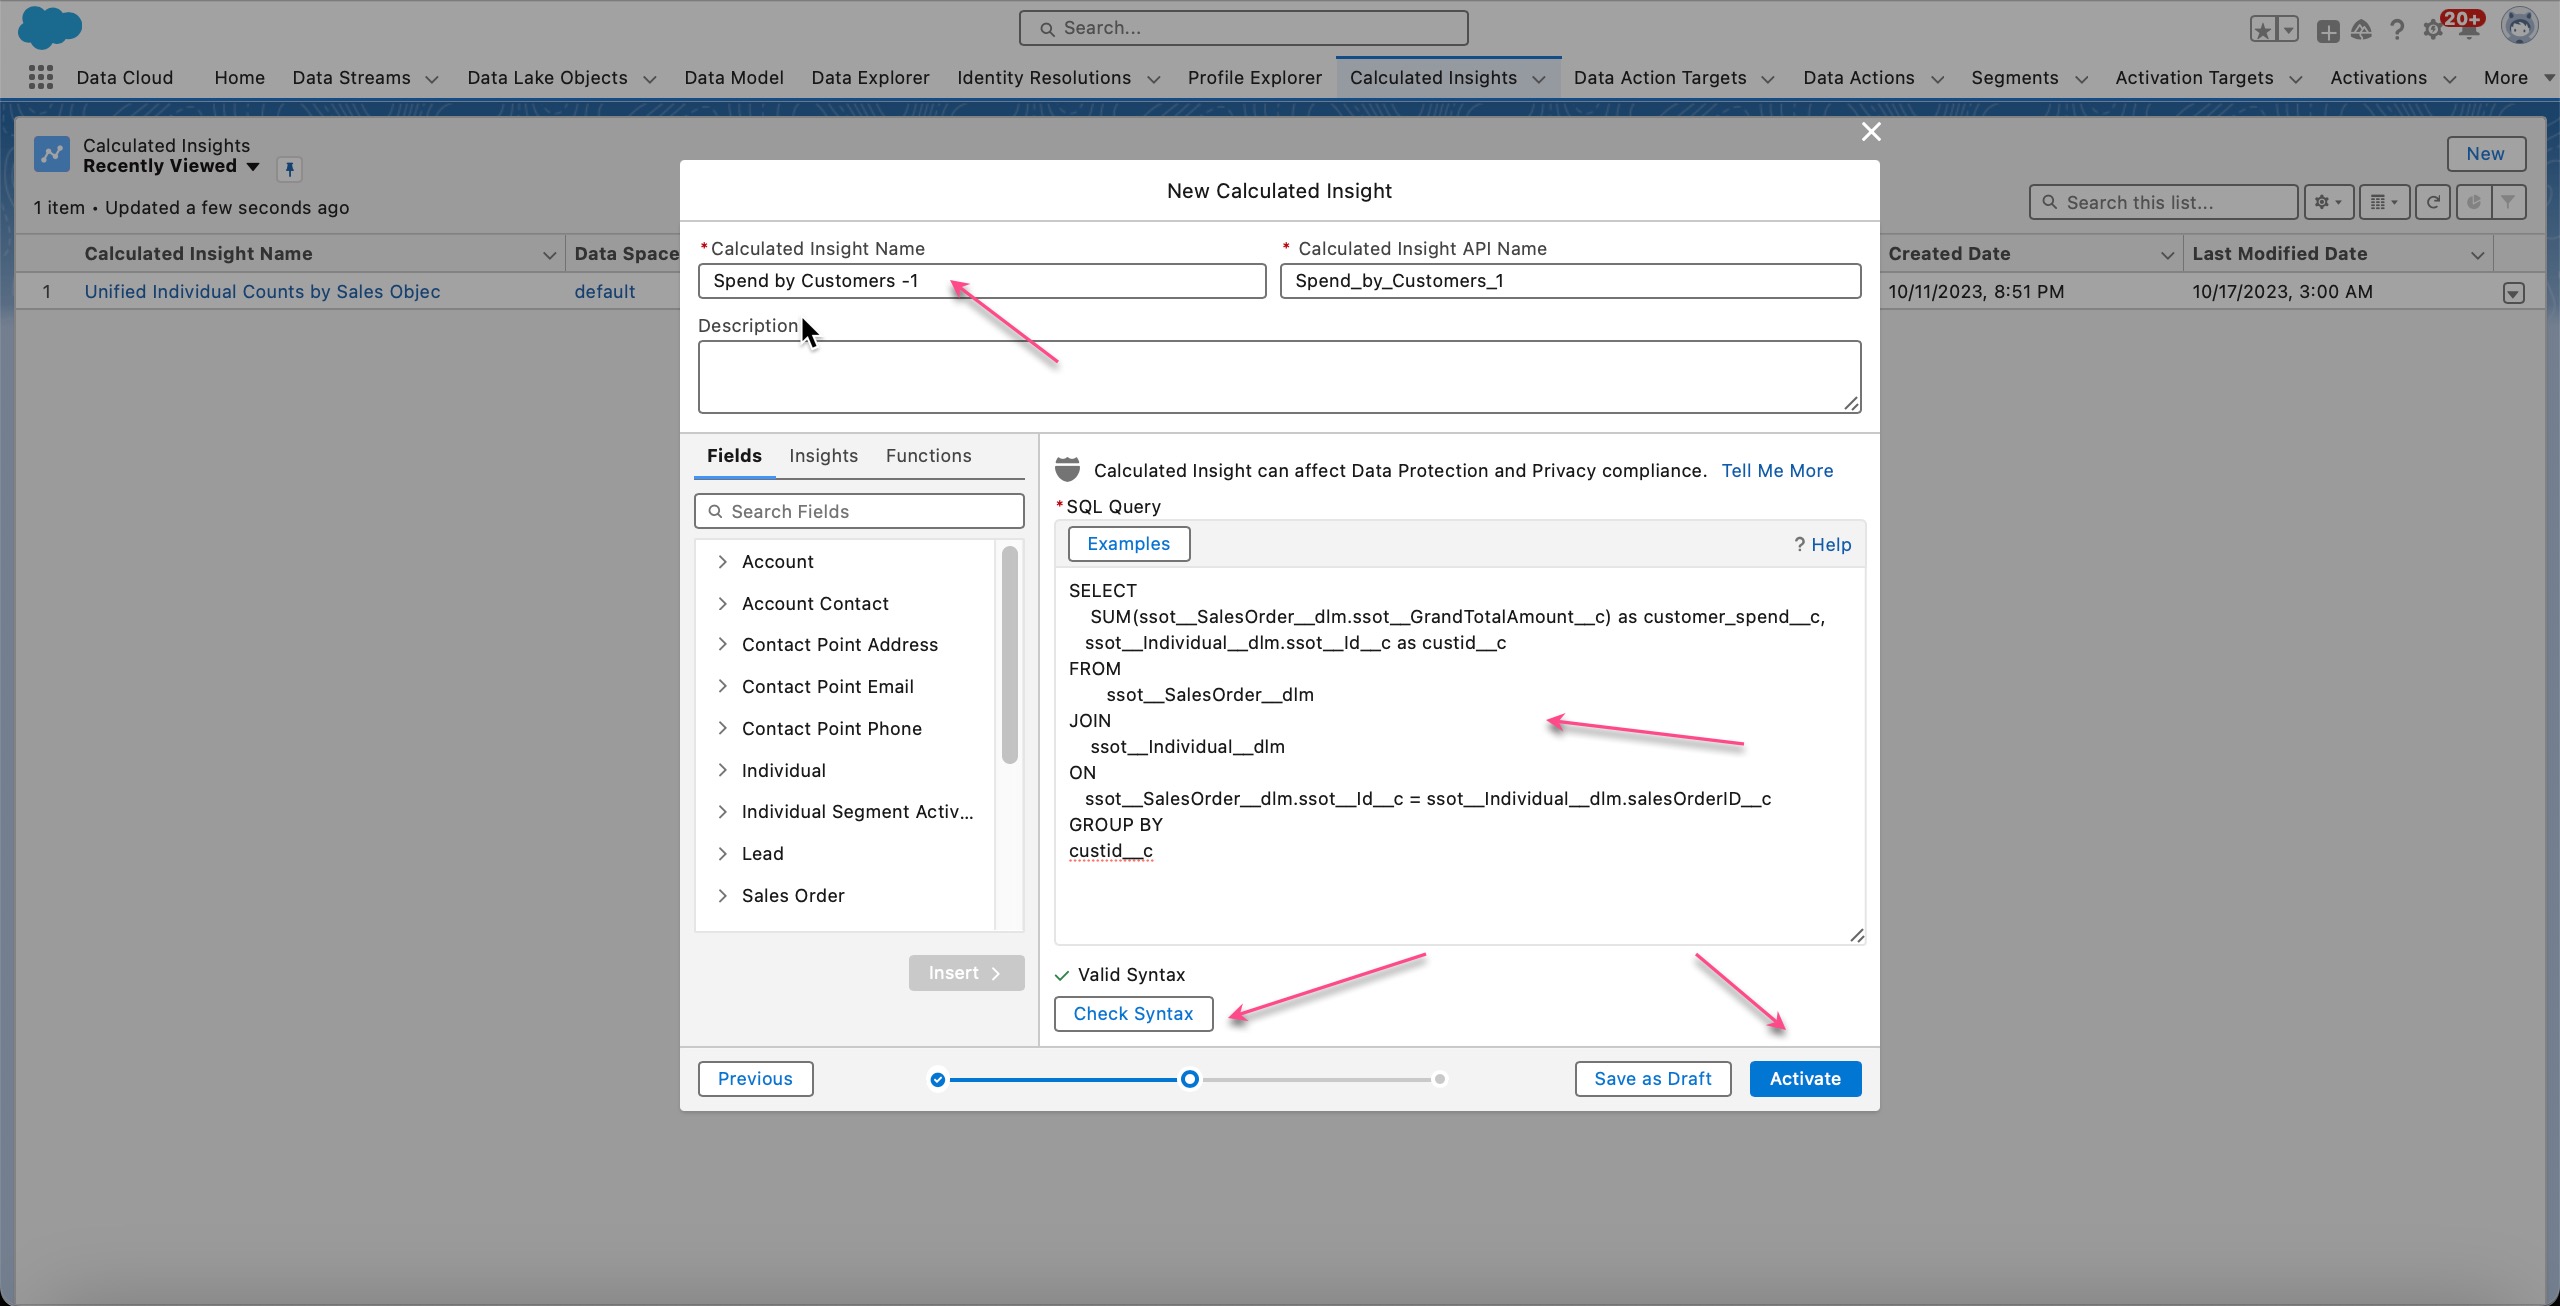 Search...
20+
Data Cloud Home Data Streams Data Lake Objects Data Model Data Explorer Identity Resolutions Profile Explorer Calculated Insights Data Action Targets Data Actions Segments Activation Targets Activations More
Calculated Insights
Recently Viewed
New
1 item • Updated a few seconds ago
Search this list...
Calculated Insight Name Data Space Created Date Last Modified Date
1 Unified Individual Counts by Sales Objec default 10/11/2023, 8:51 PM 10/17/2023, 3:00 AM
New Calculated Insight
*Calculated Insight Name
* Calculated Insight API Name
Spend by Customers -1
Spend_by_Customers_1
Description
Fields Insights Functions
Search Fields
Account
Account Contact
Contact Point Address
Contact Point Email
Contact Point Phone
Individual
Individual Segment Activ...
Lead
Sales Order
Insert
Calculated Insight can affect Data Protection and Privacy compliance. Tell Me More
*SQL Query
Examples
? Help
SELECT
SUM(ssot__SalesOrder__dlm.ssot__GrandTotalAmount__c) as customer_spend__c,
ssot__Individual__dlm.ssot__Id__c as custid__c
FROM
ssot__SalesOrder__dlm
JOIN
ssot__Individual__dlm
ON
ssot__SalesOrder__dlm.ssot__Id__c = ssot__Individual__dlm.salesOrderID__c
GROUP BY
custid__c
Valid Syntax
Check Syntax
Previous
Save as Draft
Activate